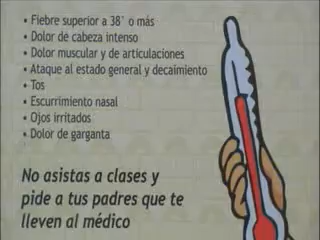 • Fiebre superior a 38° o más
• Dolor de cabeza intenso
• Dolor muscular y de articulaciones
• Ataque al estado general y decaimiento
• Tos
• Escurrimiento nasal
• Ojos irritados
• Dolor de garganta
No asistas a clases y
pide a tus padres que te
lleven al médico